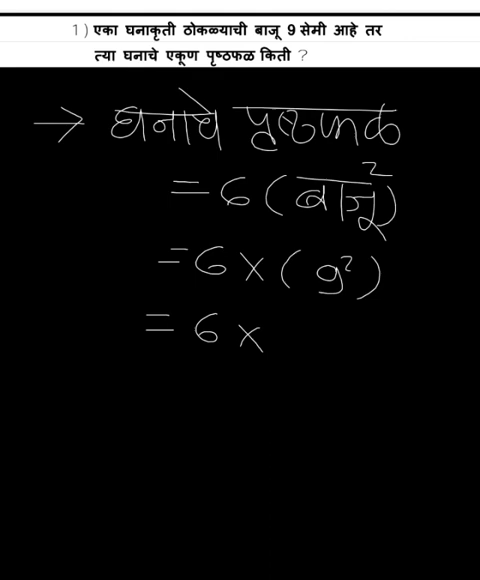 1) एका घनाकृती ठोकळ्याची बाजू 9 सेमी आहे तर
त्या घनाचे एकूण पृष्ठफळ किती ?
→ घनाचे पृष्ठफळ
= 6 (बाजू²)
= 6 × (9²)
= 6 ×